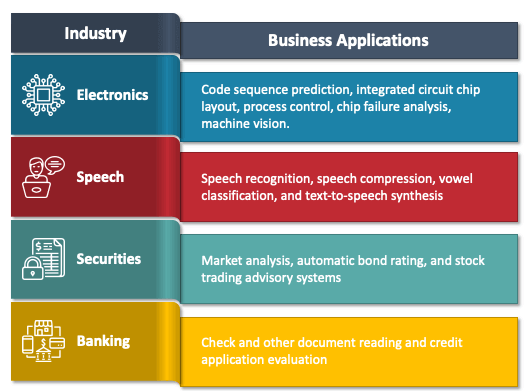 Industry
Business Applications
Electronics
Code sequence prediction, integrated circuit chip
layout, process control, chip failure analysis,
machine vision.
Speech
Speech recognition, speech compression, vowel
classification, and text-to-speech synthesis
Securities
Market analysis, automatic bond rating, and stock
trading advisory systems
Banking
Check and other document reading and credit
application evaluation